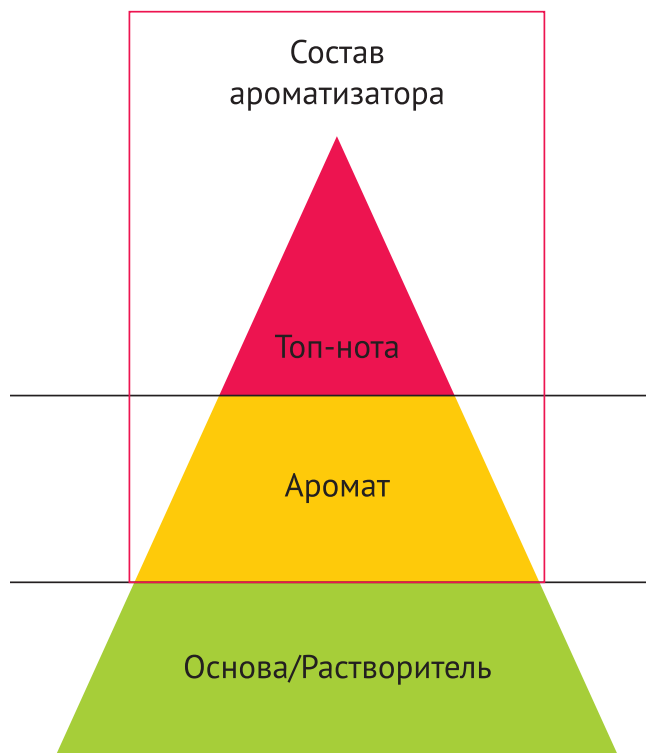 Состав
ароматизатора
Топ-нота
Аромат
Основа/Растворитель